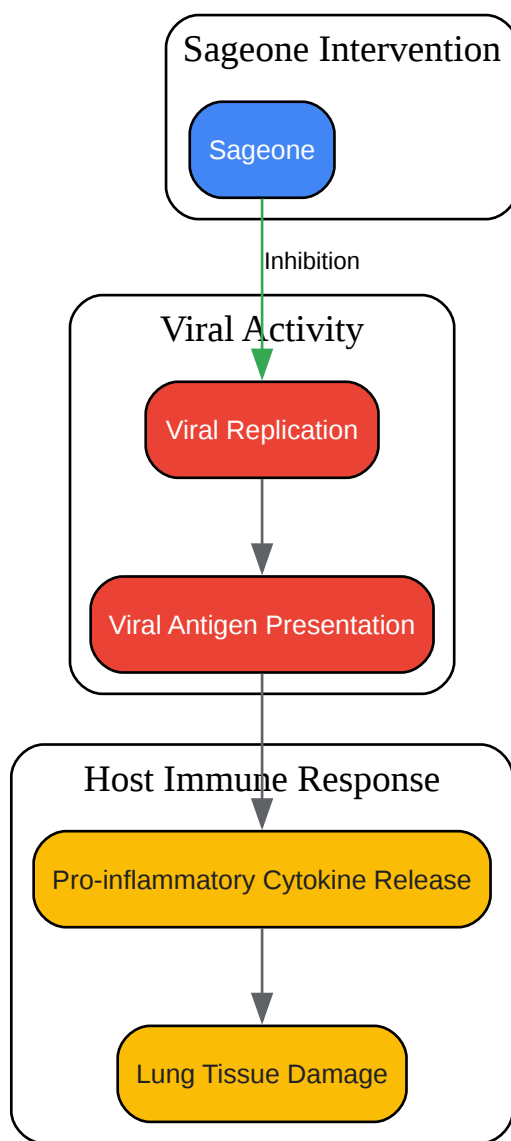 Sageone Intervention
Sageone
Inhibition
Viral Activity
Viral Replication
Viral Antigen Presentation
Host Immune Response
Pro-inflammatory Cytokine Release
Lung Tissue Damage